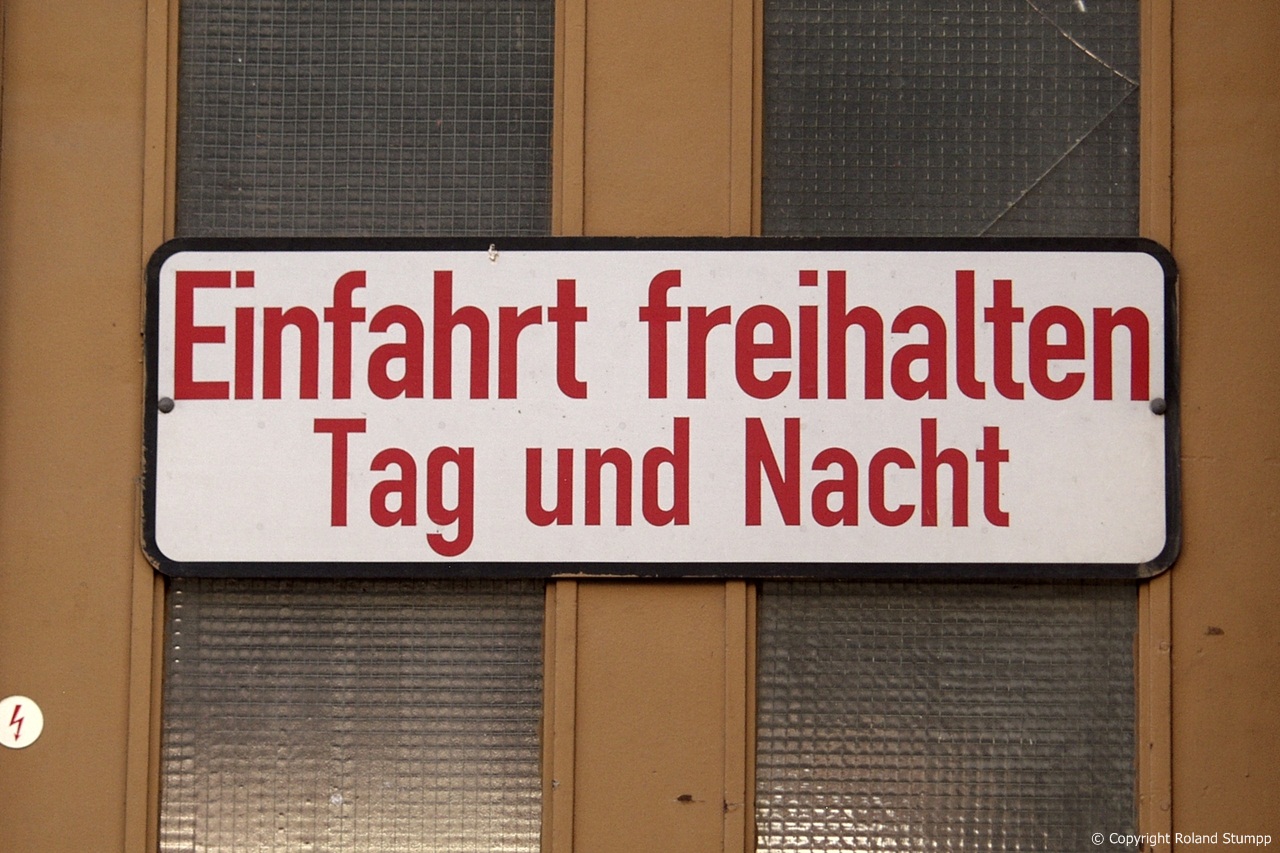 Einfahrt freihalten
Tag und Nacht
© Copyright Roland Stumpp